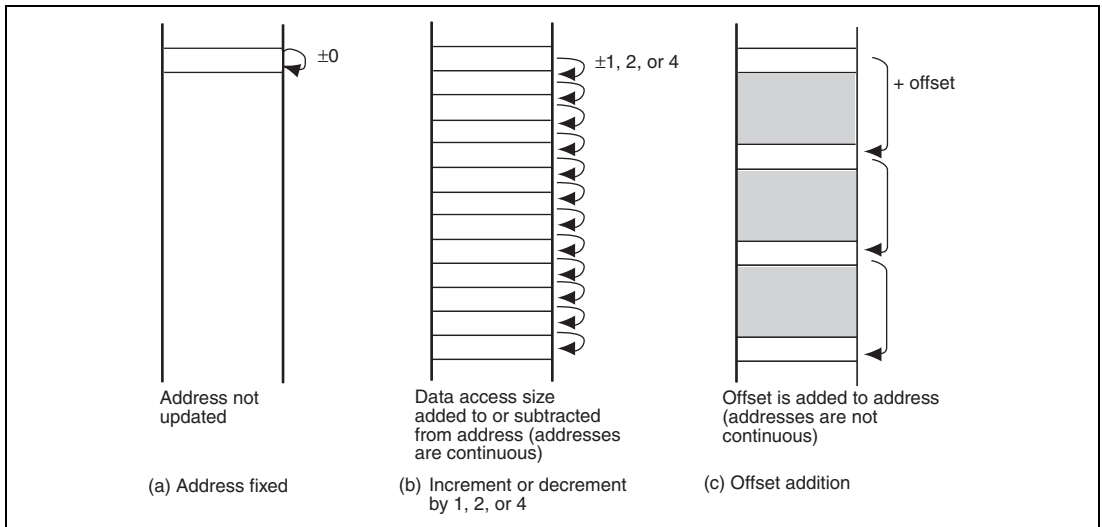 ±0
±1, 2, or 4
+ offset
Address not
updated
Data access size
added to or subtracted
from address (addresses
are continuous)
Offset is added to address
(addresses are not
continuous)
(a) Address fixed
(b) Increment or decrement
by 1, 2, or 4
(c) Offset addition